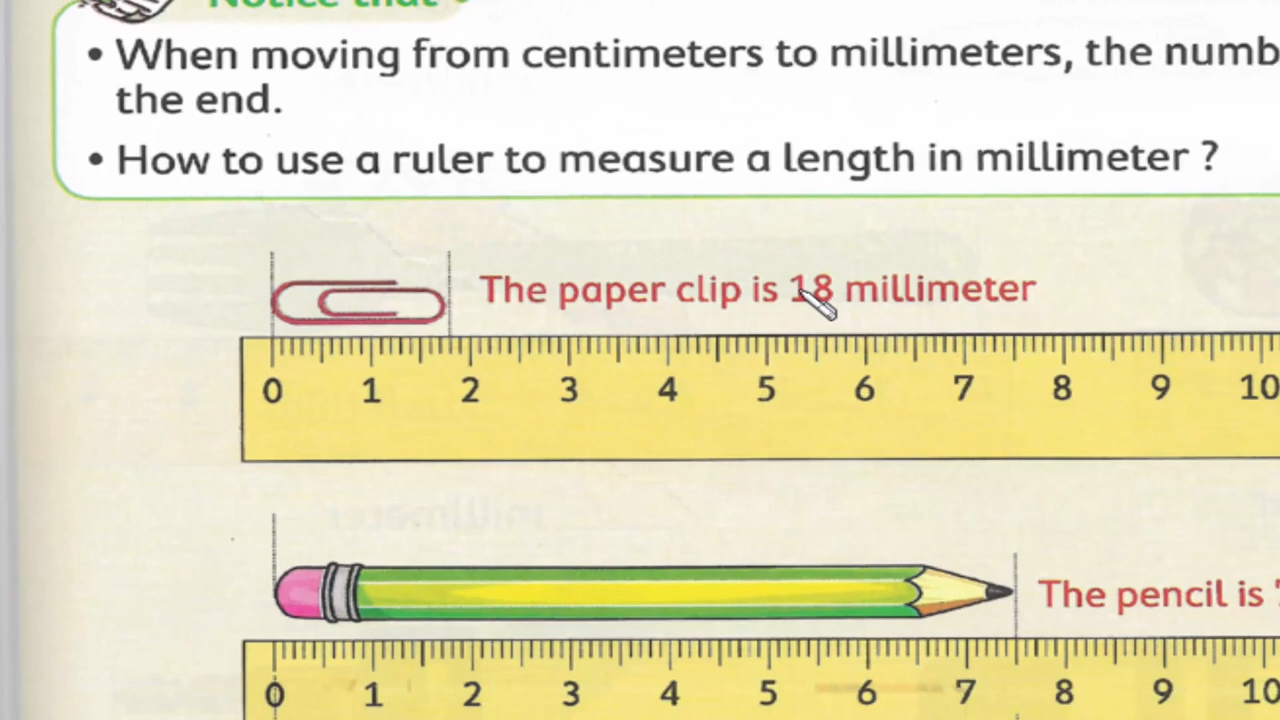 Notice that
• When moving from centimeters to millimeters, the numb
the end.
• How to use a ruler to measure a length in millimeter ?
The paper clip is 18 millimeter
0 1 2 3 4 5 6 7 8 9 10
The pencil is
0 1 2 3 4 5 6 7 8 9 10